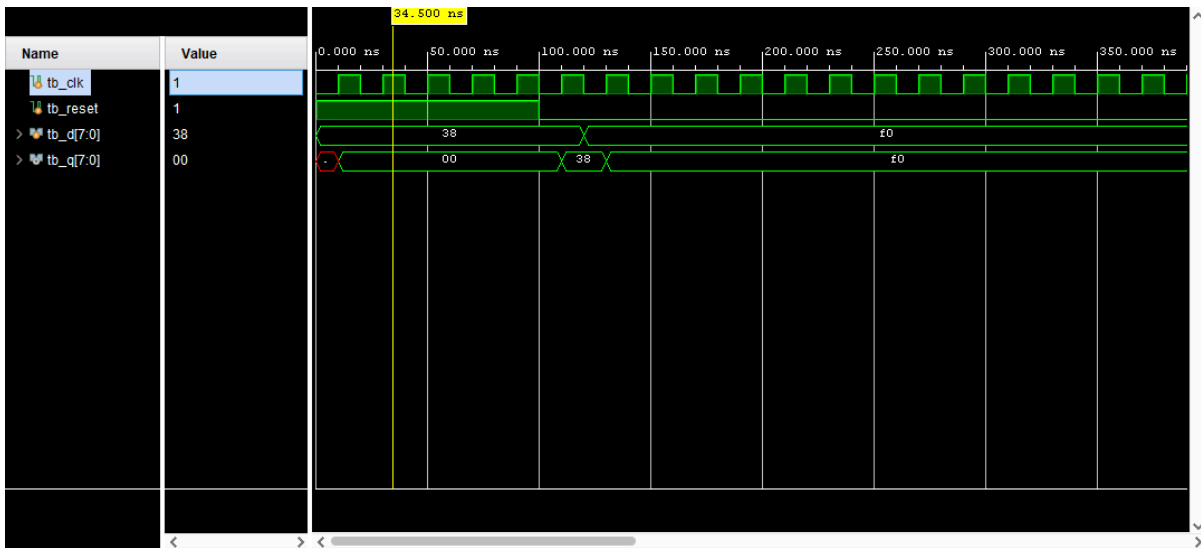 34.500 ns
Name Value
0.000 ns 50.000 ns 100.000 ns 150.000 ns 200.000 ns 250.000 ns 300.000 ns 350.000 ns
tb_clk 1
tb_reset 1
tb_d[7:0] 38 38 f0
tb_q[7:0] 00 . 00 38 f0